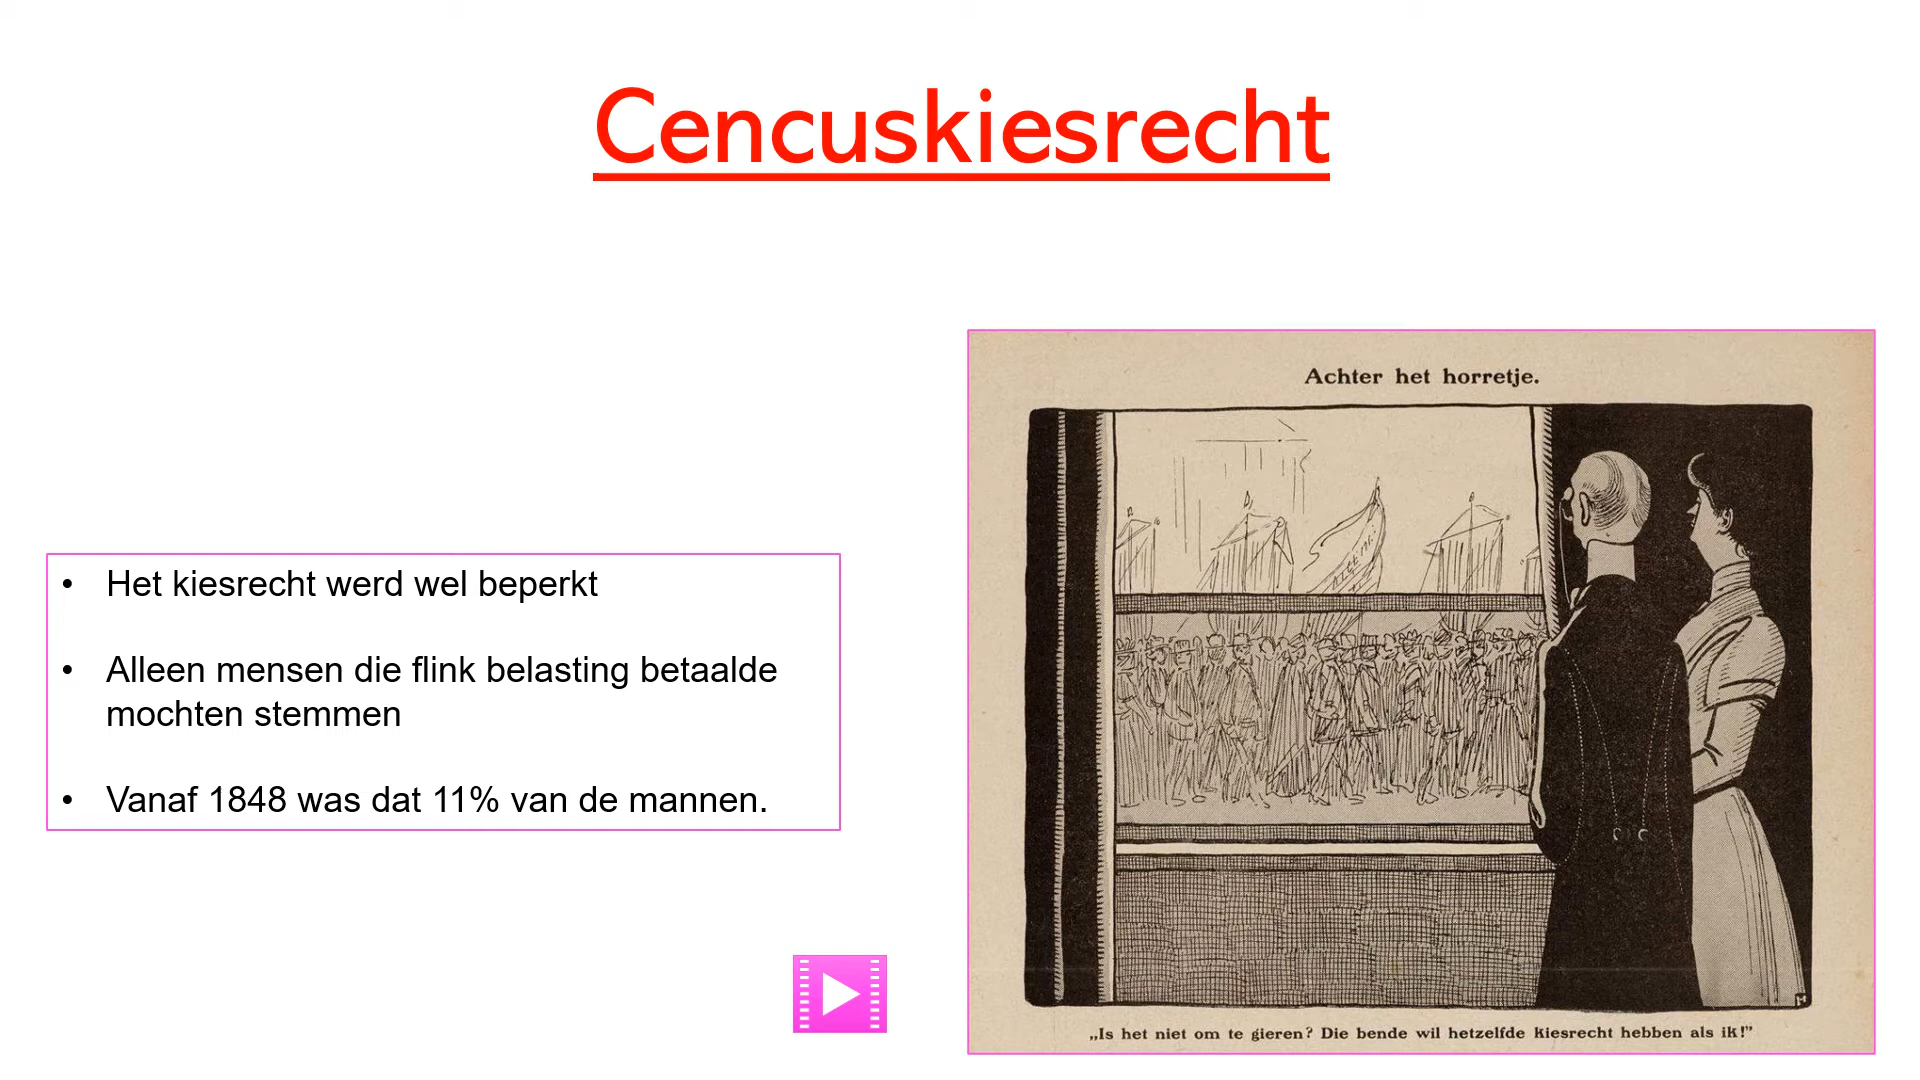 Cencuskiesrecht
• Het kiesrecht werd wel beperkt
• Alleen mensen die flink belasting betaalde
mochten stemmen
• Vanaf 1848 was dat 11% van de mannen.
Achter het horretje.
„Is het niet om te gieren? Die bende wil hetzelfde kiesrecht hebben als ik!”